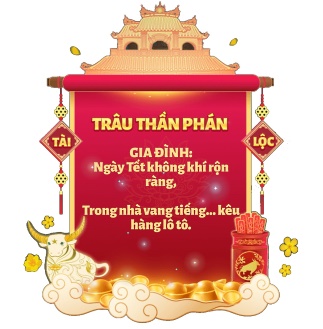 TRÂU THẦN PHÁN
TÀI
LỘC
GIA ĐÌNH:
Ngày Tết không khí rộn
ràng,
Trong nhà vang tiếng... kêu
hàng lô tô.